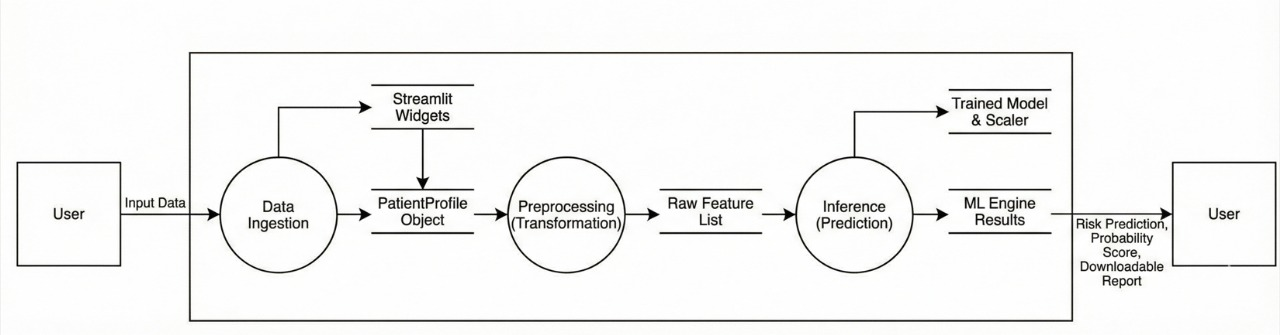 User
Input Data
Data
Ingestion
Streamlit
Widgets
PatientProfile
Object
Preprocessing
(Transformation)
Raw Feature
List
Inference
(Prediction)
Trained Model
& Scaler
ML Engine
Results
Risk Prediction,
Probability
Score,
Downloadable
Report
User